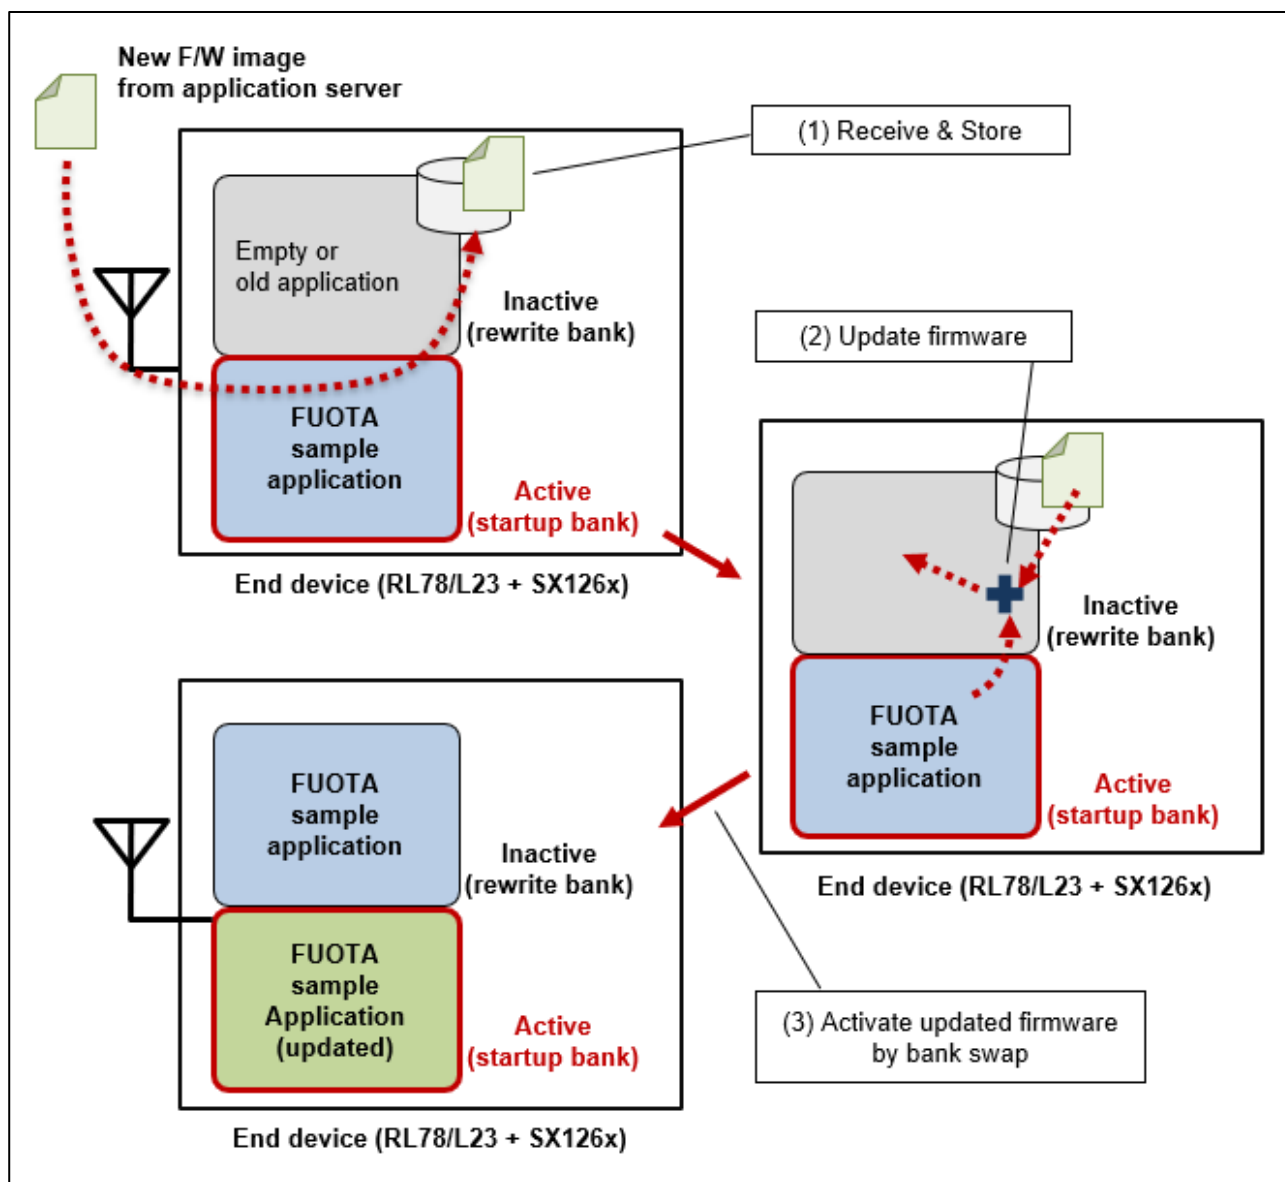 New F/W image
from application server
(1) Receive & Store
Empty or
old application
Inactive
(rewrite bank)
FUOTA
sample
application
Active
(startup bank)
End device (RL78/L23 + SX126x)
(2) Update firmware
Inactive
(rewrite bank)
FUOTA
sample
application
Active
(startup bank)
End device (RL78/L23 + SX126x)
(3) Activate updated firmware
by bank swap
FUOTA
sample
application
Inactive
(rewrite bank)
FUOTA
sample
Application
(updated)
Active
(startup bank)
End device (RL78/L23 + SX126x)